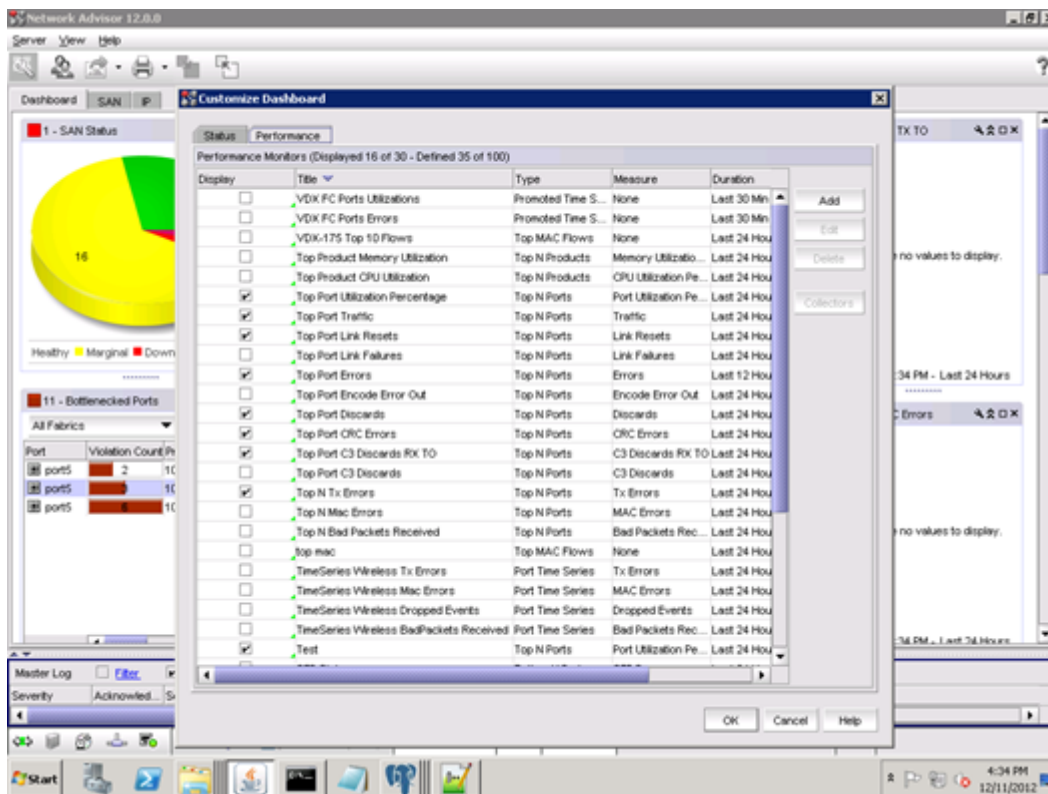 Network Advisor 12.0.0
Server View Help
Dashboard SAN IP
1 - SAN Status
16
Healthy Marginal Down
11 - Bottlenecked Ports
All Fabrics
Port Violation Count
port5 2
port5 3
port5 6
Customize Dashboard
Status Performance
Performance Monitors (Displayed 16 of 30 - Defined 35 of 100)
Display Title Type Measure Duration
VDX FC Ports Utilizations Promoted Time S... None Last 30 Min
VDX FC Ports Errors Promoted Time S... None Last 30 Min
VDX-175 Top 10 Flows Top MAC Flows None Last 24 Hou
Top Product Memory Utilization Top N Products Memory Utilizatio... Last 24 Hou
Top Product CPU Utilization Top N Products CPU Utilization Pe... Last 24 Hou
Top Port Utilization Percentage Top N Ports Port Utilization Pe... Last 24 Hou
Top Port Traffic Top N Ports Traffic Last 24 Hou
Top Port Link Resets Top N Ports Link Resets Last 24 Hou
Top Port Link Failures Top N Ports Link Failures Last 24 Hou
Top Port Errors Top N Ports Errors Last 12 Hou
Top Port Encode Error Out Top N Ports Encode Error Out Last 24 Hou
Top Port Discards Top N Ports Discards Last 24 Hou
Top Port CRC Errors Top N Ports CRC Errors Last 24 Hou
Top Port C3 Discards RX TO Top N Ports C3 Discards RX TO Last 24 Hou
Top Port C3 Discards Top N Ports C3 Discards Last 24 Hou
Top N Tx Errors Top N Ports Tx Errors Last 24 Hou
Top N Mac Errors Top N Ports MAC Errors Last 24 Hou
Top N Bad Packets Received Top N Ports Bad Packets Rec... Last 24 Hou
top mac Top MAC Flows None Last 24 Hou
TimeSeries Wireless Tx Errors Port Time Series Tx Errors Last 24 Hou
TimeSeries Wireless Mac Errors Port Time Series MAC Errors Last 24 Hou
TimeSeries Wireless Dropped Events Port Time Series Dropped Events Last 24 Hou
TimeSeries Wireless BadPackets Received Port Time Series Bad Packets Rec... Last 24 Hou
Test Top N Ports Port Utilization Pe... Last 24 Hou
Add
Edit
Delete
Collectors
OK Cancel Help
TX TO
no values to display.
:34 PM - Last 24 Hours
Errors
no values to display.
:34 PM - Last 24 Hours
Master Log Filter
Severity Acknowled...
Start
4:34 PM
12/11/2012